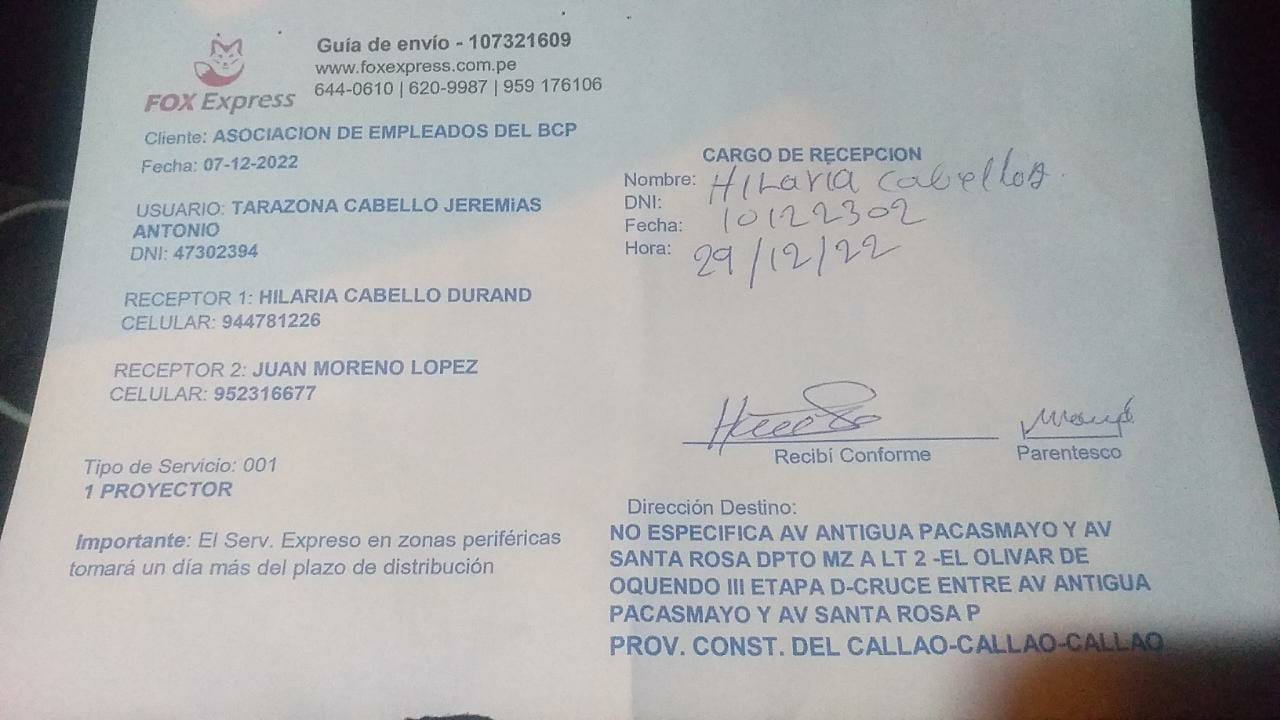 FOX Express
Guía de envío - 107321609
www.foxexpress.com.pe
644-0610 | 620-9987 | 959 176106
Cliente: ASOCIACION DE EMPLEADOS DEL BCP
Fecha: 07-12-2022
USUARIO: TARAZONA CABELLO JEREMíAS
ANTONIO
DNI: 47302394
RECEPTOR 1: HILARIA CABELLO DURAND
CELULAR: 944781226
RECEPTOR 2: JUAN MORENO LOPEZ
CELULAR: 952316677
Tipo de Servicio: 001
1 PROYECTOR
Importante: El Serv. Expreso en zonas periféricas
tomará un día más del plazo de distribución
CARGO DE RECEPCION
Nombre: Hilaria
DNI: 10122302
Fecha: 29/12/22
Hora:
Recibí Conforme
Parentesco
Dirección Destino:
NO ESPECIFICA AV ANTIGUA PACASMAYO Y AV
SANTA ROSA DPTO MZ A LT 2 -EL OLIVAR DE
OQUENDO III ETAPA D-CRUCE ENTRE AV ANTIGUA
PACASMAYO Y AV SANTA ROSA P
PROV. CONST. DEL CALLAO-CALLAO-CALLAO